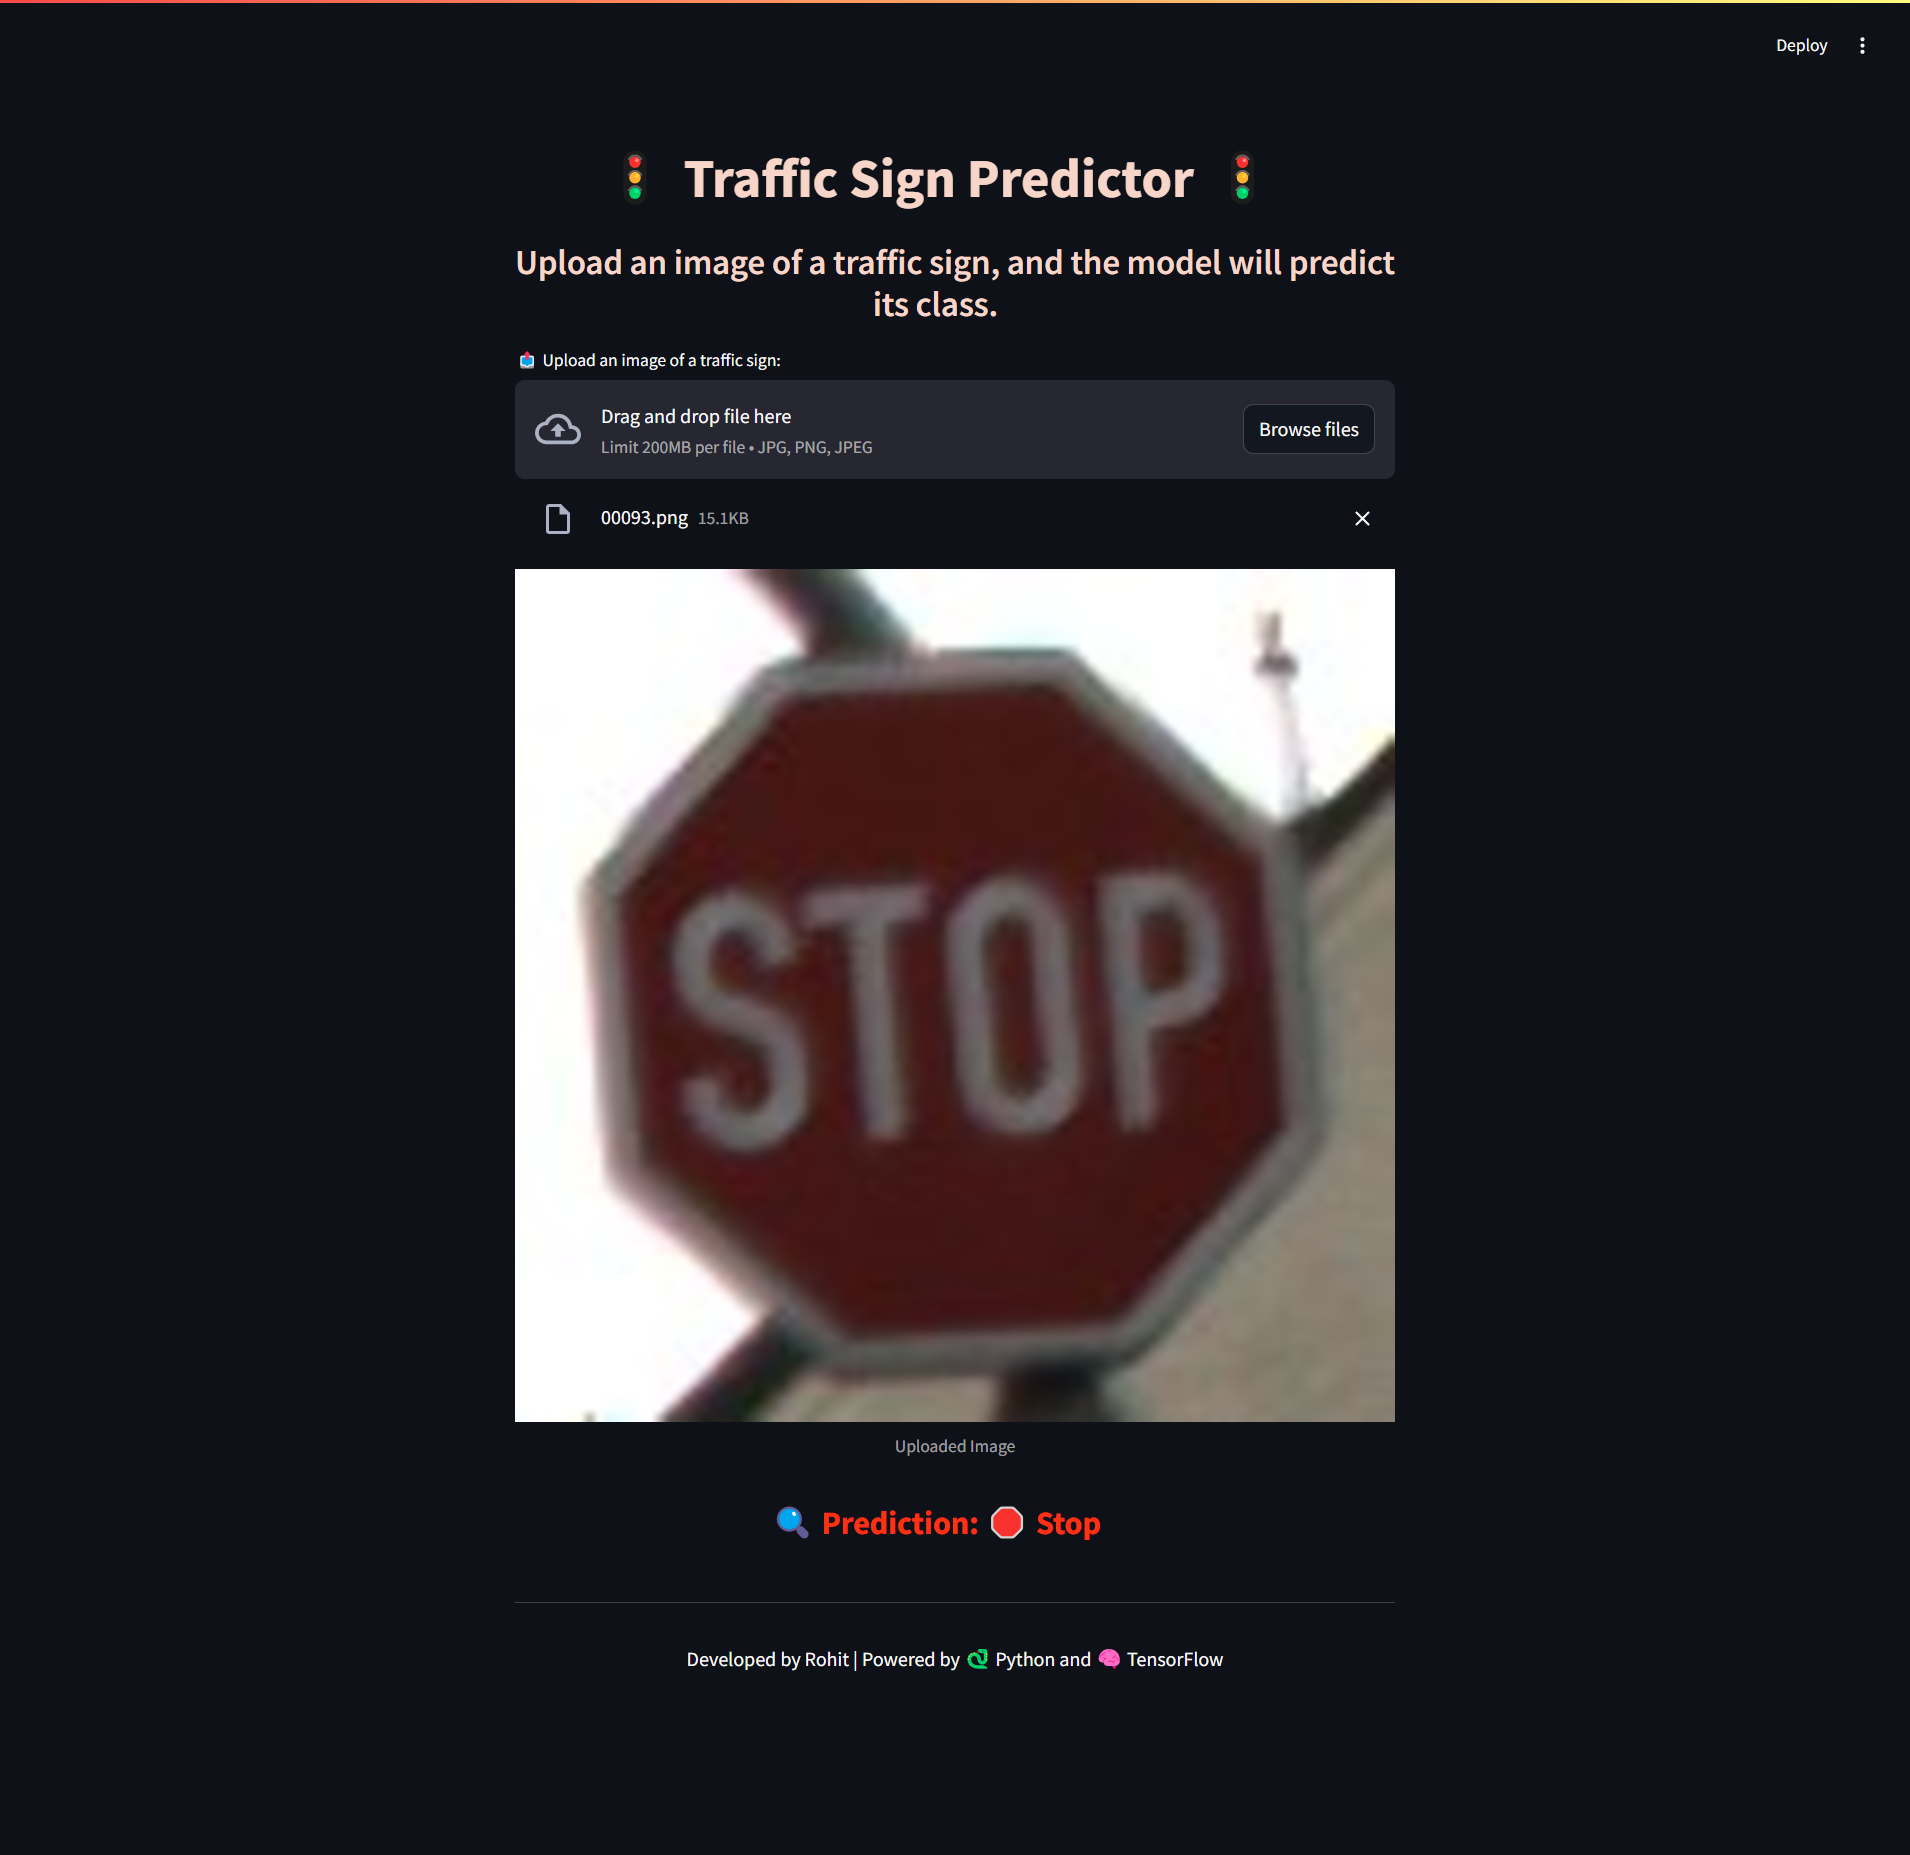 Deploy
Traffic Sign Predictor
Upload an image of a traffic sign, and the model will predict
its class.
Upload an image of a traffic sign:
Drag and drop file here
Limit 200MB per file • JPG, PNG, JPEG
Browse files
00093.png 15.1KB
STOP
Uploaded Image
Prediction: Stop
Developed by Rohit | Powered by Python and TensorFlow